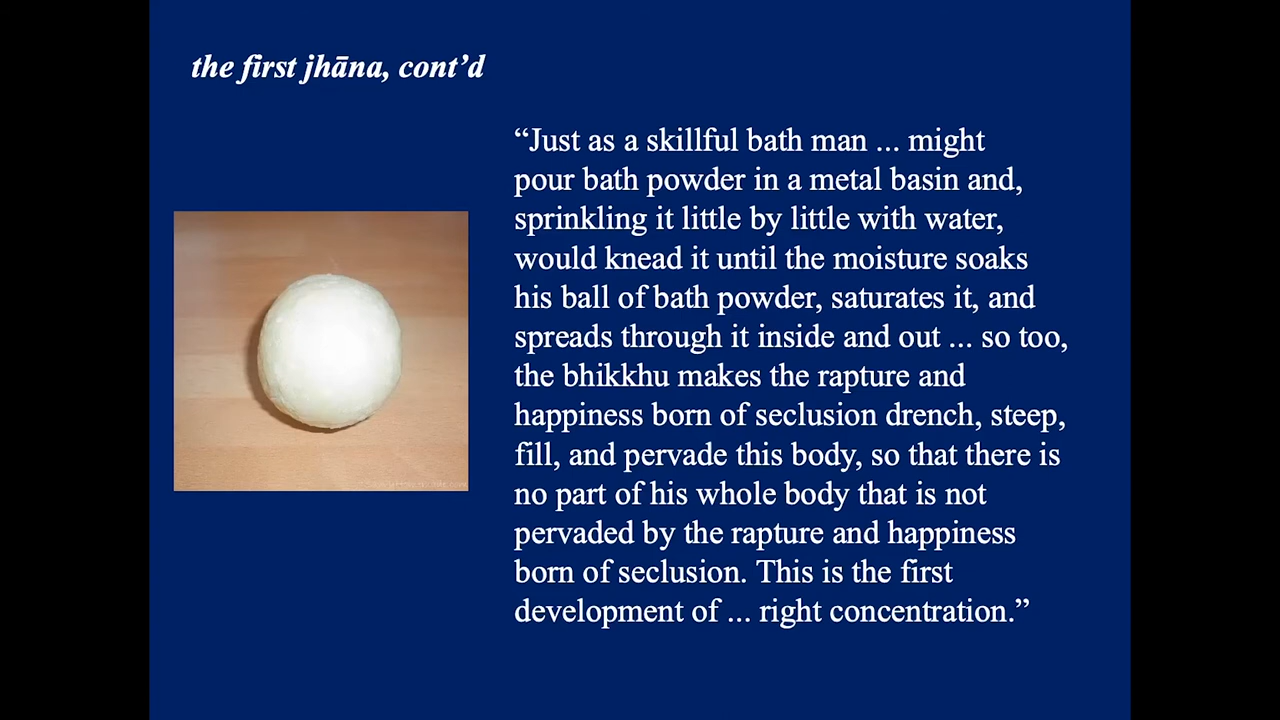 the first jhāna, cont’d
“Just as a skillful bath man ... might
pour bath powder in a metal basin and,
sprinkling it little by little with water,
would knead it until the moisture soaks
his ball of bath powder, saturates it, and
spreads through it inside and out ... so too,
the bhikkhu makes the rapture and
happiness born of seclusion drench, steep,
fill, and pervade this body, so that there is
no part of his whole body that is not
pervaded by the rapture and happiness
born of seclusion. This is the first
development of ... right concentration.”